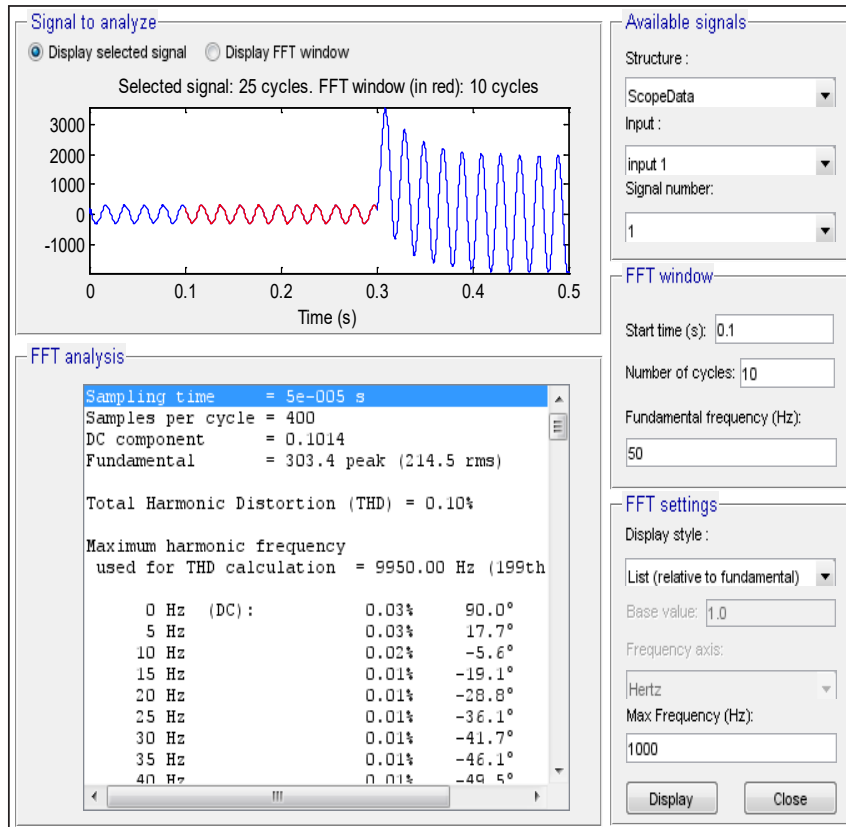 Signal to analyze
Display selected signal Display FFT window
Selected signal: 25 cycles. FFT window (in red): 10 cycles
3000
2000
1000
0
-1000
0 0.1 0.2 0.3 0.4 0.5
Time (s)
FFT analysis
Sampling time = 5e-005 s
Samples per cycle = 400
DC component = 0.1014
Fundamental = 303.4 peak (214.5 rms)
Total Harmonic Distortion (THD) = 0.10%
Maximum harmonic frequency
used for THD calculation = 9950.00 Hz (199th
0 Hz (DC): 0.03% 90.0°
5 Hz 0.03% 17.7°
10 Hz 0.02% -5.6°
15 Hz 0.01% -19.1°
20 Hz 0.01% -28.8°
25 Hz 0.01% -36.1°
30 Hz 0.01% -41.7°
35 Hz 0.01% -46.1°
40 Hz 0.01% -49.5°
Available signals
Structure :
ScopeData
Input :
input 1
Signal number:
1
FFT window
Start time (s): 0.1
Number of cycles: 10
Fundamental frequency (Hz):
50
FFT settings
Display style :
List (relative to fundamental)
Base value: 1.0
Frequency axis:
Hertz
Max Frequency (Hz):
1000
Display Close